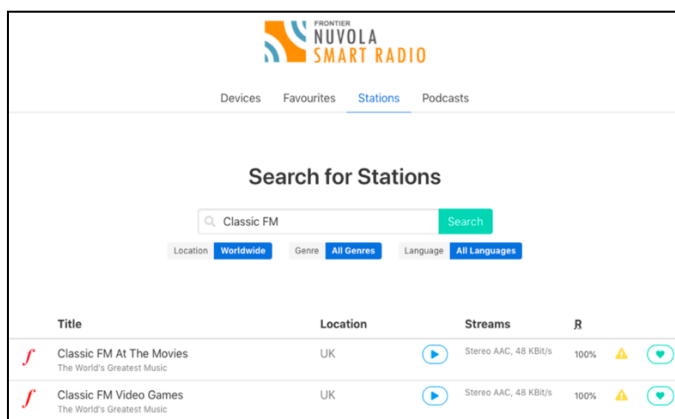 FRONTIER
NUVOLA
SMART RADIO
Devices Favourites Stations Podcasts
Search for Stations
Classic FM Search
Location Worldwide Genre All Genres Language All Languages
Title Location Streams R
Classic FM At The Movies UK Stereo AAC, 48 KBit/s 100%
The World's Greatest Music
Classic FM Video Games UK Stereo AAC, 48 KBit/s 100%
The World's Greatest Music